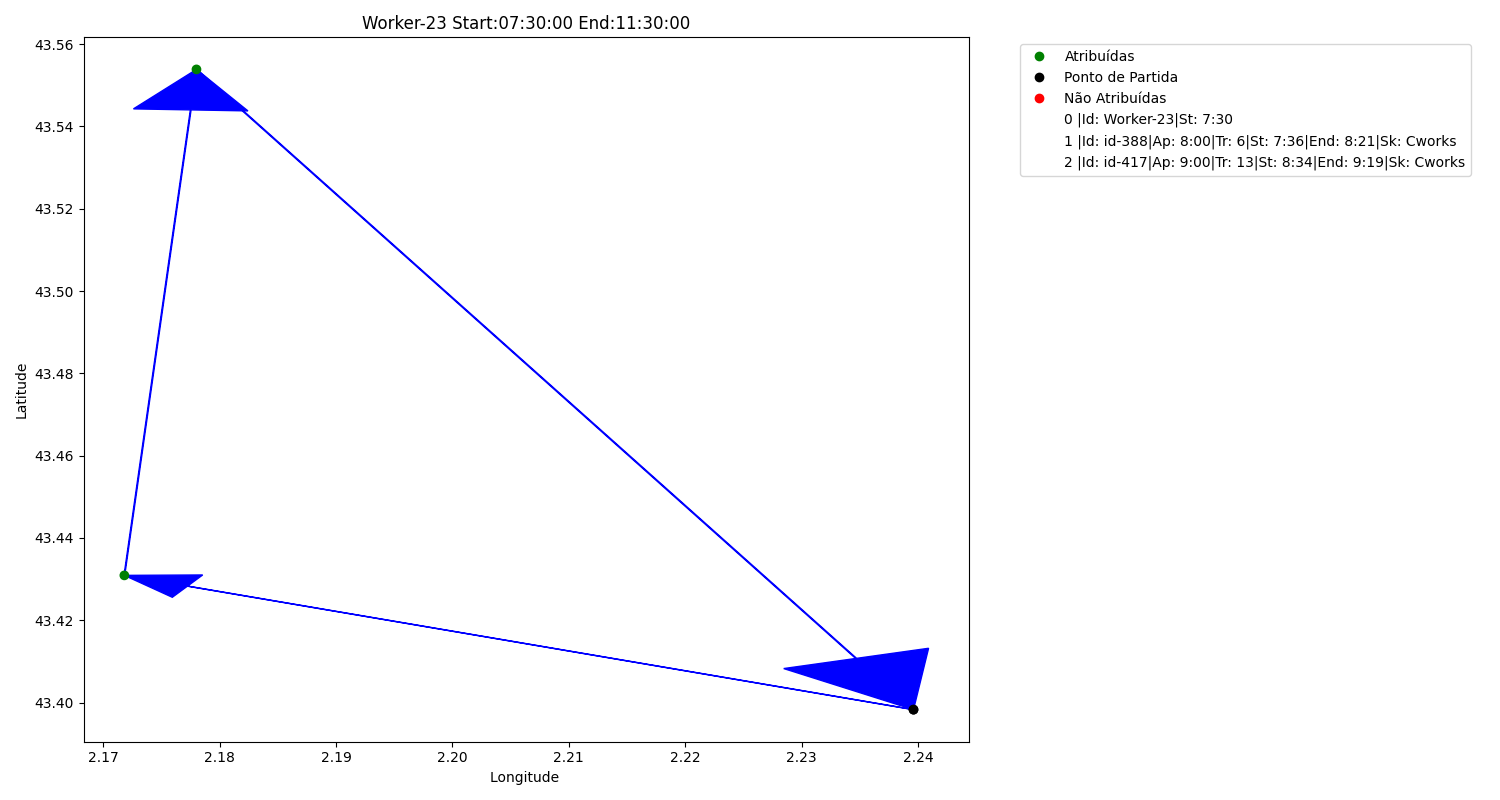 Worker-23 Start:07:30:00 End:11:30:00
43.56
43.54
43.52
43.50
43.48
43.46
43.44
43.42
43.40
Latitude
2.17 2.18 2.19 2.20 2.21 2.22 2.23 2.24
Longitude
Atribuídas
Ponto de Partida
Não Atribuídas
0 |Id: Worker-23|St: 7:30
1 |Id: id-388|Ap: 8:00|Tr: 6|St: 7:36|End: 8:21|Sk: Cworks
2 |Id: id-417|Ap: 9:00|Tr: 13|St: 8:34|End: 9:19|Sk: Cworks